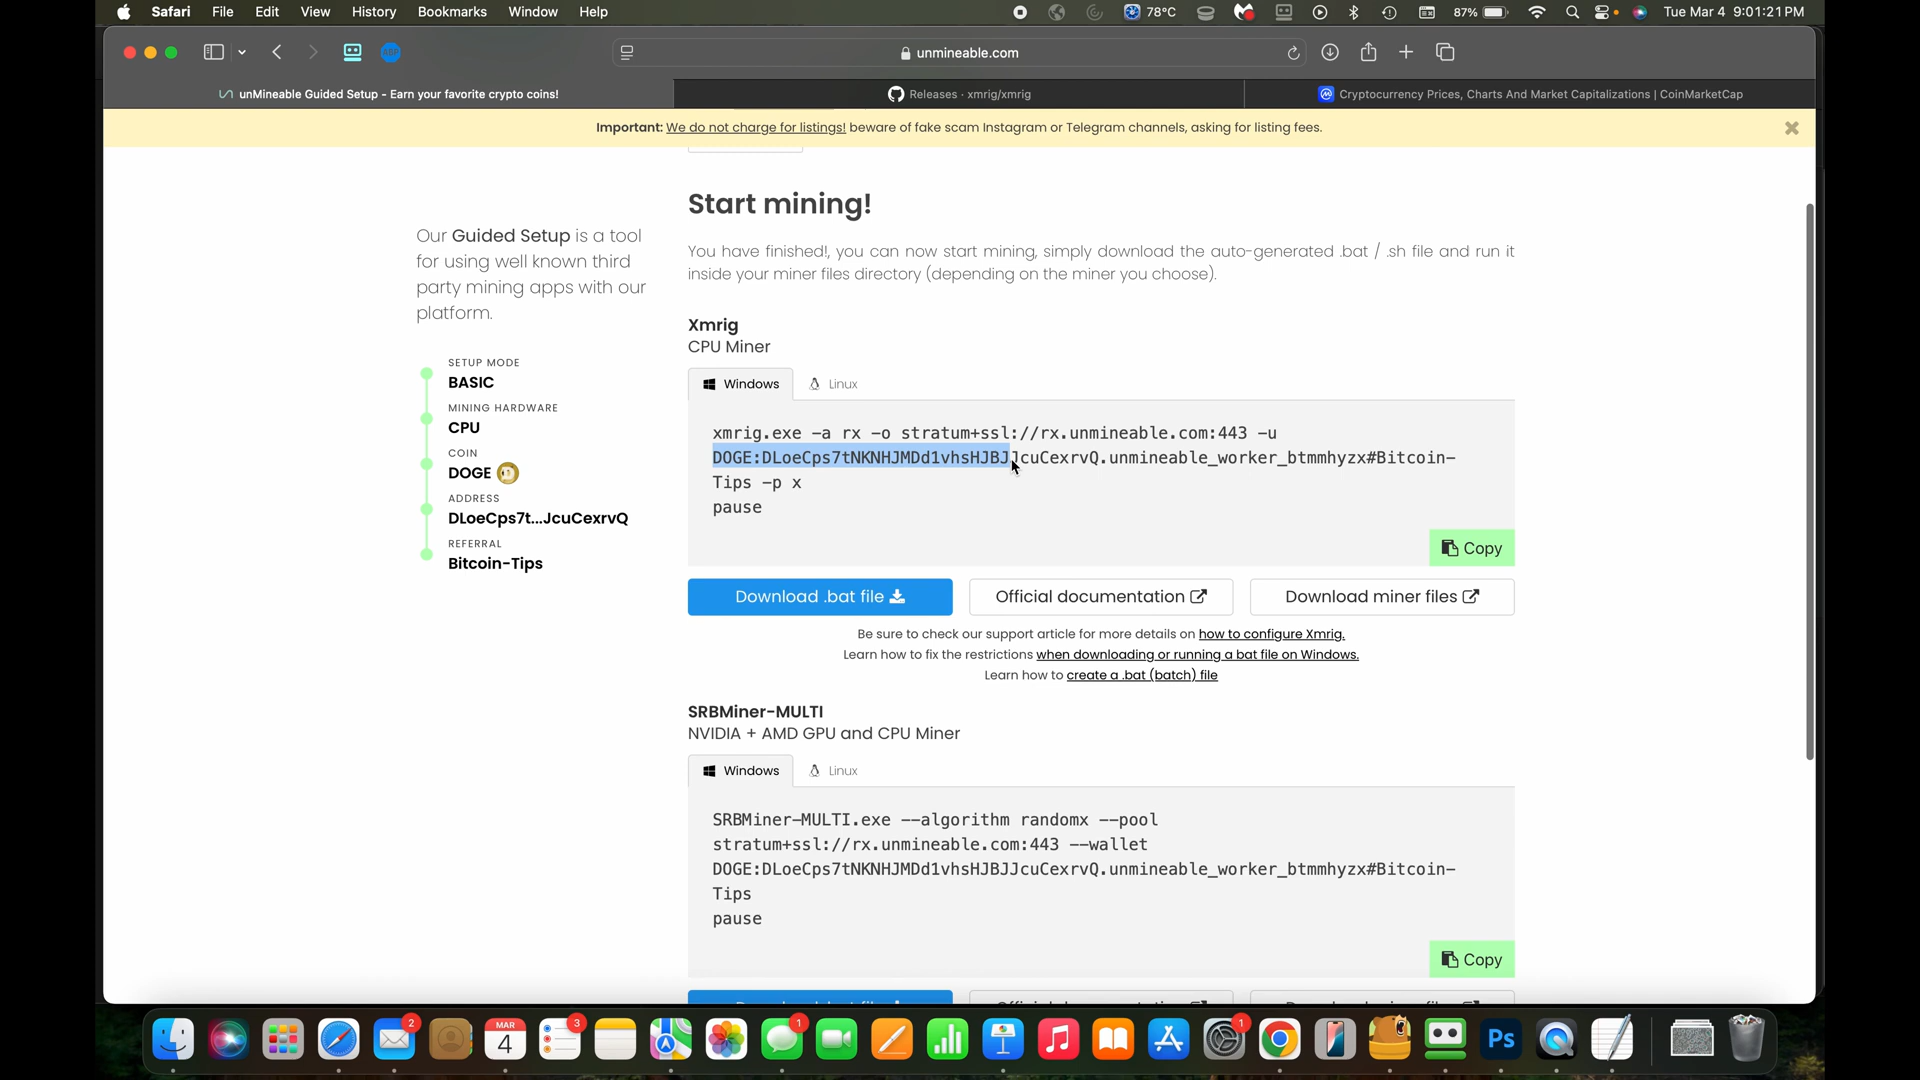 Safari File Edit View History Bookmarks Window Help 78°C 87% Tue Mar 4 9:01:21 PM
unmineable.com
unMineable Guided Setup - Earn your favorite crypto coins! Releases · xmrig/xmrig Cryptocurrency Prices, Charts And Market Capitalizations | CoinMarketCap
Important: We do not charge for listings! beware of fake scam Instagram or Telegram channels, asking for listing fees.
Our Guided Setup is a tool
for using well known third
party mining apps with our
platform.
SETUP MODE
BASIC
MINING HARDWARE
CPU
COIN
DOGE
ADDRESS
DLoeCps7t...JcuCexrvQ
REFERRAL
Bitcoin-Tips
Start mining!
You have finished!, you can now start mining, simply download the auto-generated .bat / .sh file and run it
inside your miner files directory (depending on the miner you choose).
Xmrig
CPU Miner
Windows Linux
xmrig.exe -a rx -o stratum+ssl://rx.unmineable.com:443 -u
DOGE:DLoeCps7tNKNHJMDd1vhsHJBJJcuCexrvQ.unmineable_worker_btmmhyzx#Bitcoin-
Tips -p x
pause
Copy
Download .bat file Official documentation Download miner files
Be sure to check our support article for more details on how to configure Xmrig.
Learn how to fix the restrictions when downloading or running a bat file on Windows.
Learn how to create a .bat (batch) file
SRBMiner-MULTI
NVIDIA + AMD GPU and CPU Miner
Windows Linux
SRBMiner-MULTI.exe --algorithm randomx --pool
stratum+ssl://rx.unmineable.com:443 --wallet
DOGE:DLoeCps7tNKNHJMDd1vhsHJBJJcuCexrvQ.unmineable_worker_btmmhyzx#Bitcoin-
Tips
pause
Copy
2 MAR 4 3 1 1 Ps